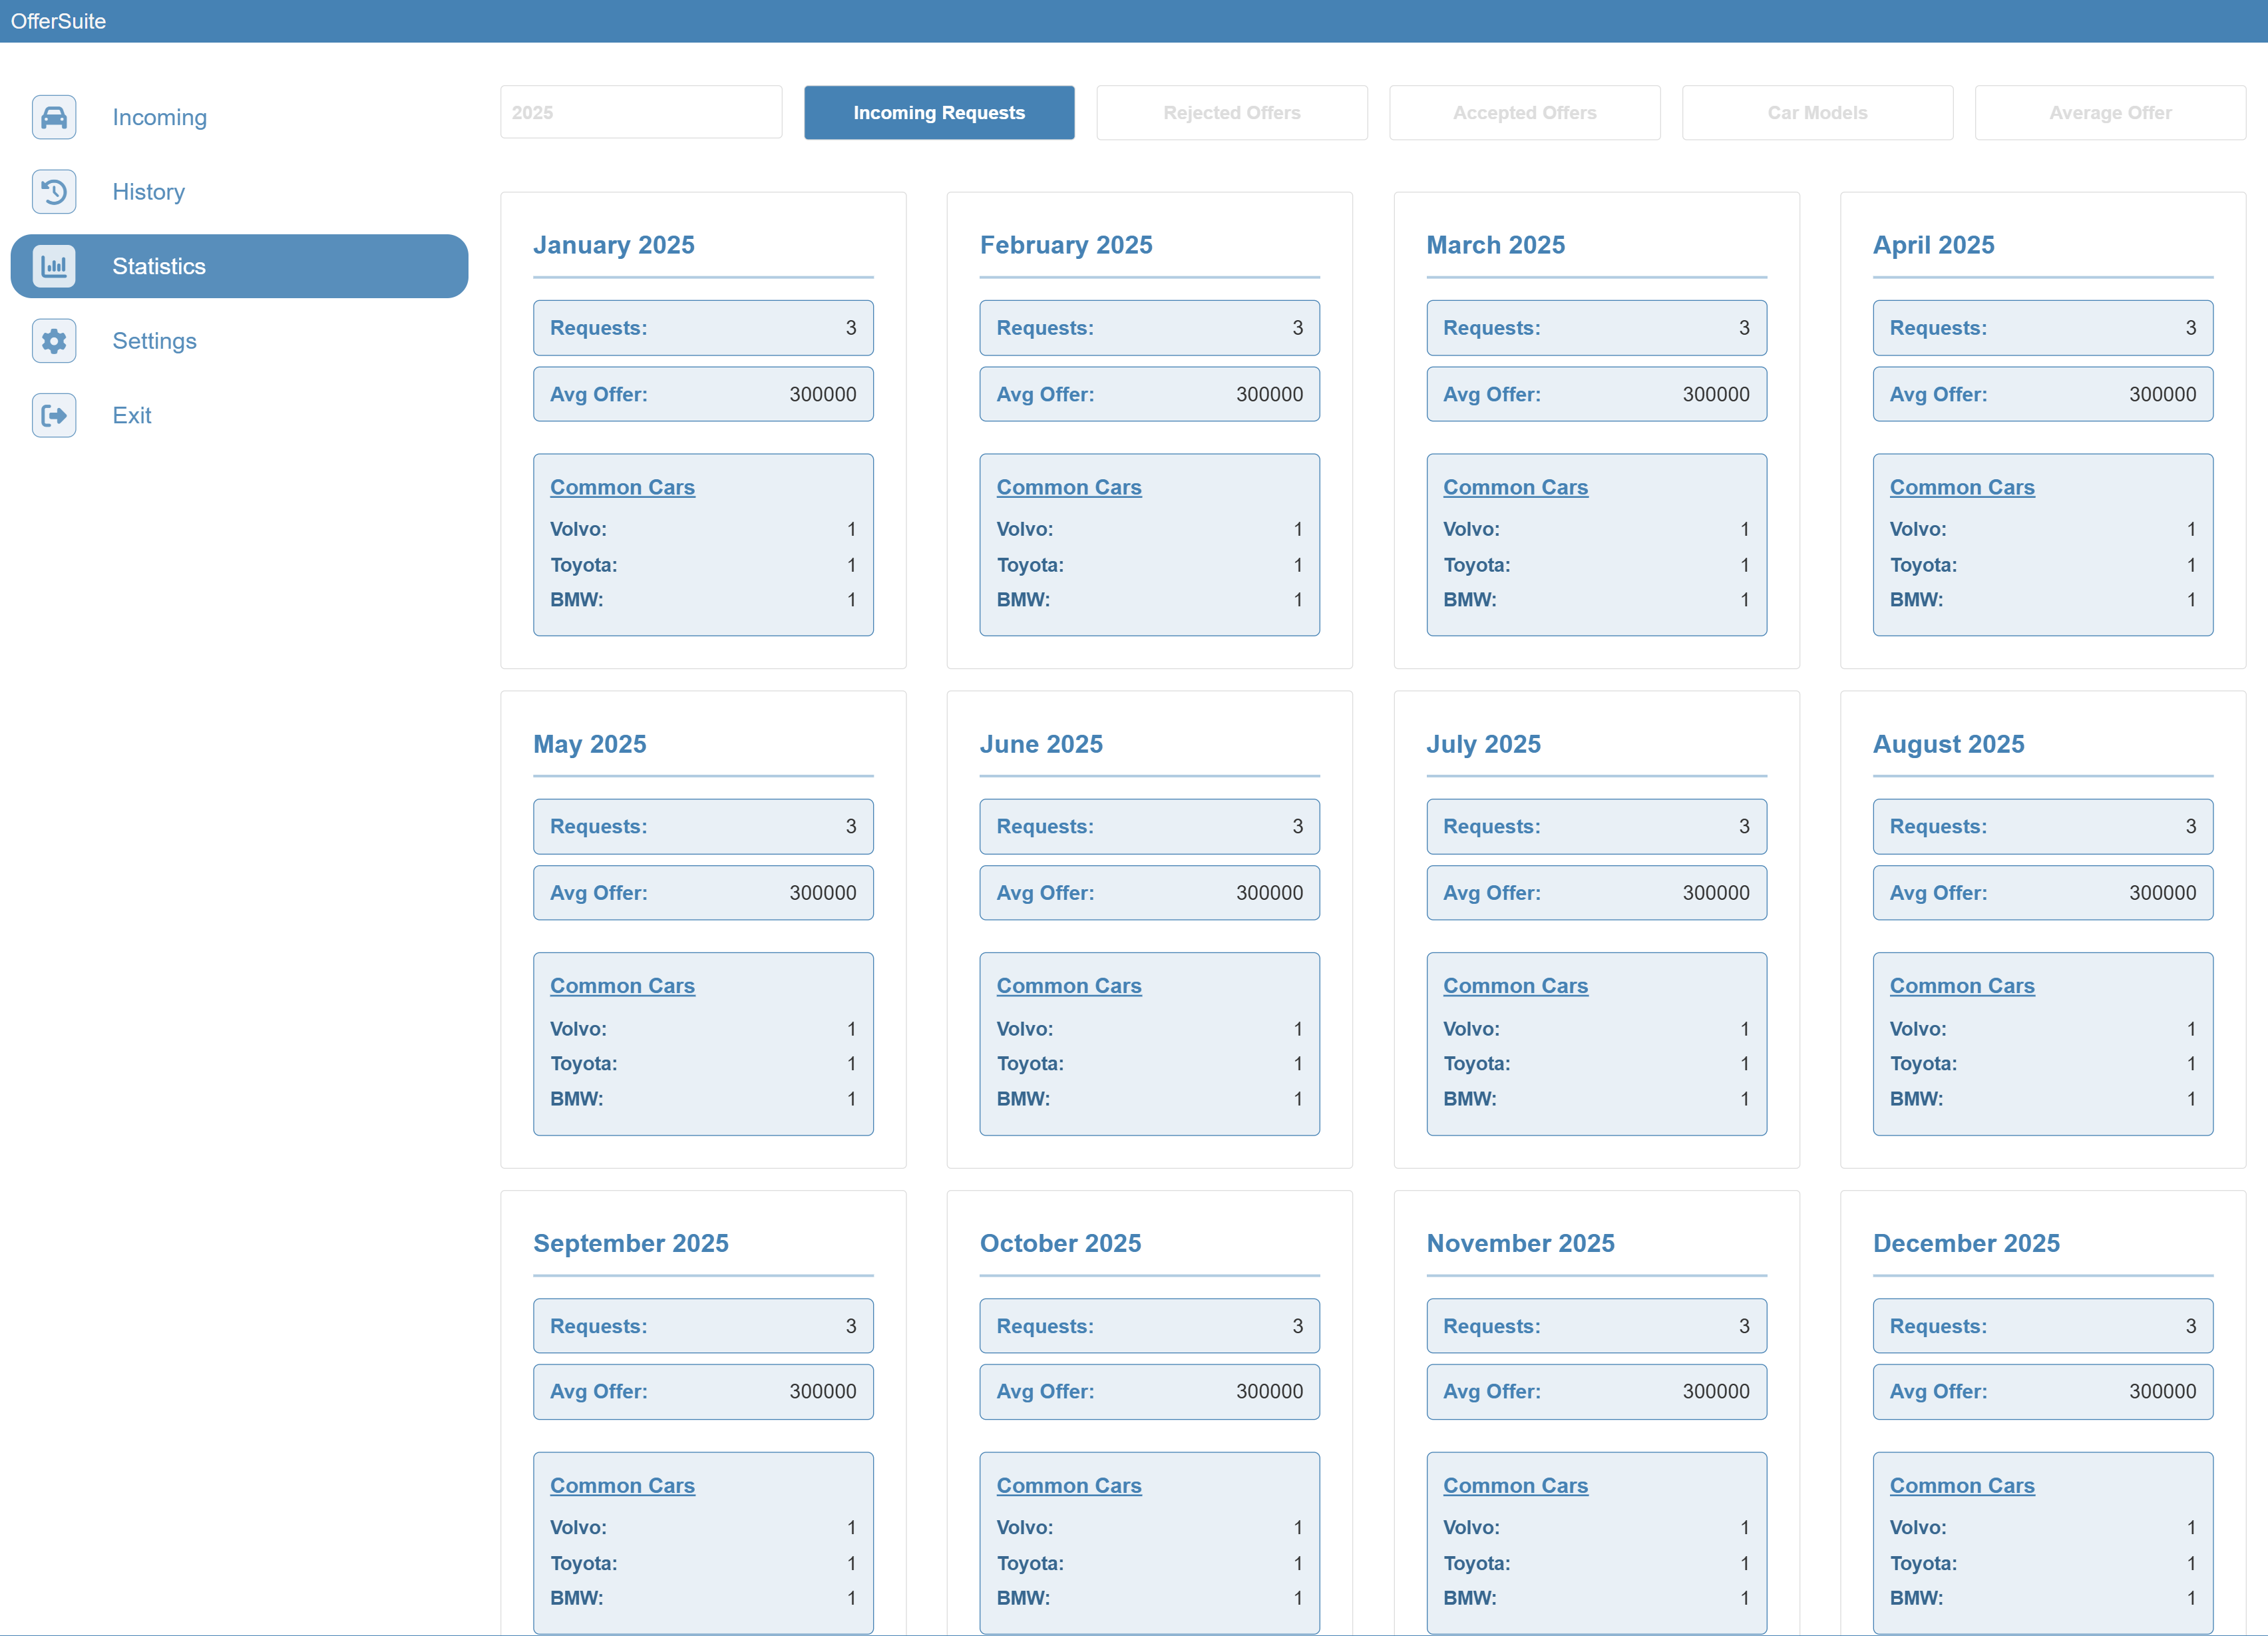 OfferSuite
Incoming
History
Statistics
Settings
Exit
2025 Incoming Requests Rejected Offers Accepted Offers Car Models Average Offer
January 2025
Requests: 3
Avg Offer: 300000
Common Cars
Volvo: 1
Toyota: 1
BMW: 1
February 2025
Requests: 3
Avg Offer: 300000
Common Cars
Volvo: 1
Toyota: 1
BMW: 1
March 2025
Requests: 3
Avg Offer: 300000
Common Cars
Volvo: 1
Toyota: 1
BMW: 1
April 2025
Requests: 3
Avg Offer: 300000
Common Cars
Volvo: 1
Toyota: 1
BMW: 1
May 2025
Requests: 3
Avg Offer: 300000
Common Cars
Volvo: 1
Toyota: 1
BMW: 1
June 2025
Requests: 3
Avg Offer: 300000
Common Cars
Volvo: 1
Toyota: 1
BMW: 1
July 2025
Requests: 3
Avg Offer: 300000
Common Cars
Volvo: 1
Toyota: 1
BMW: 1
August 2025
Requests: 3
Avg Offer: 300000
Common Cars
Volvo: 1
Toyota: 1
BMW: 1
September 2025
Requests: 3
Avg Offer: 300000
Common Cars
Volvo: 1
Toyota: 1
BMW: 1
October 2025
Requests: 3
Avg Offer: 300000
Common Cars
Volvo: 1
Toyota: 1
BMW: 1
November 2025
Requests: 3
Avg Offer: 300000
Common Cars
Volvo: 1
Toyota: 1
BMW: 1
December 2025
Requests: 3
Avg Offer: 300000
Common Cars
Volvo: 1
Toyota: 1
BMW: 1